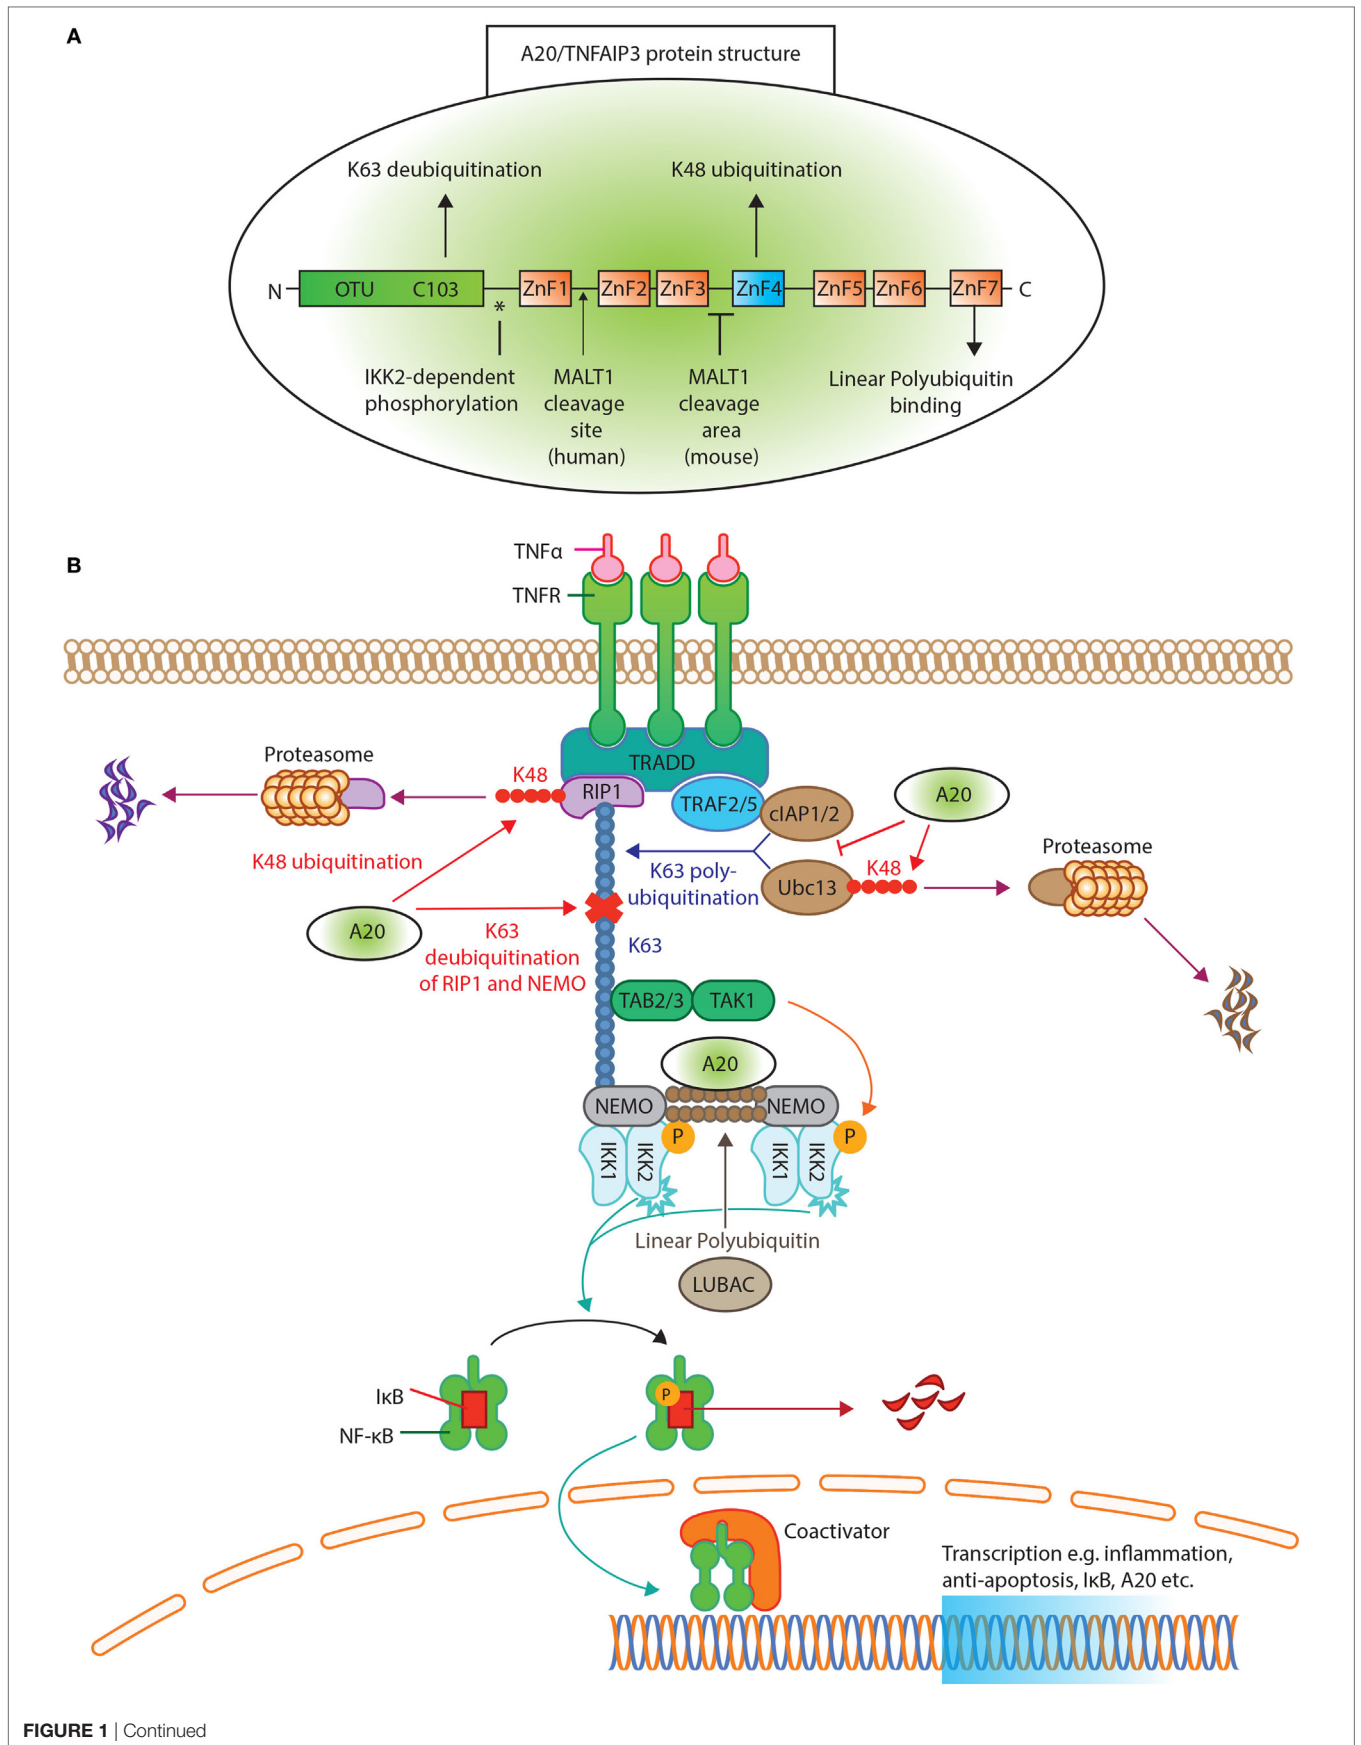 A
A20/TNFAIP3 protein structure
K63 deubiquitination
K48 ubiquitination
N
OTU
C103
ZnF1
ZnF2
ZnF3
ZnF4
ZnF5
ZnF6
ZnF7
C
*
IKK2-dependent
phosphorylation
MALT1
cleavage
site
(human)
MALT1
cleavage
area
(mouse)
Linear Polyubiquitin
binding
B
TNFα
TNFR
Proteasome
K48
TRADD
RIP1
TRAF2/5
cIAP1/2
A20
K48 ubiquitination
K63 poly-
ubiquitination
Ubc13
K48
Proteasome
A20
K63
deubiquitination
of RIP1 and NEMO
K63
TAB2/3
TAK1
A20
NEMO
NEMO
P
P
IKK1
IKK2
IKK1
IKK2
Linear Polyubiquitin
LUBAC
IκB
NF-κB
P
Coactivator
Transcription e.g. inflammation,
anti-apoptosis, IκB, A20 etc.
FIGURE 1 | Continued